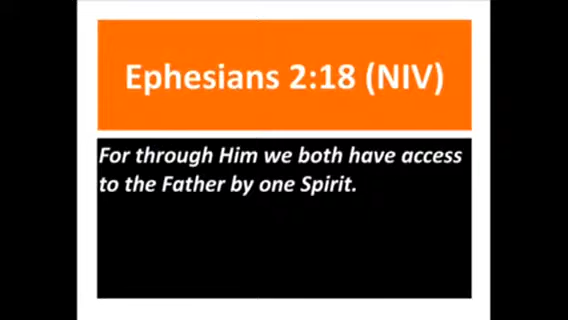 Ephesians 2:18 (NIV)
For through Him we both have access
to the Father by one Spirit.